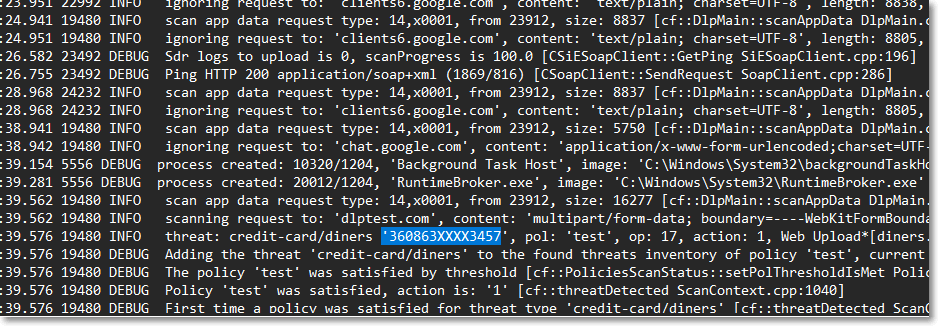 :23.951 22992 INFO ignoring request to: 'clients6.google.com', content: 'text/plain; charset=UTF-8', length: 8838,
:24.951 19480 INFO scan app data request type: 14,x0001, from 23912, size: 8837 [cf::DlpMain::scanAppData DlpMain.c
:24.951 19480 INFO ignoring request to: 'clients6.google.com', content: 'text/plain; charset=UTF-8', length: 8805,
:26.582 23492 DEBUG Sdr logs to upload is 0, scanProgress is 100.0 [CSiESoapClient::GetPing SiESoapClient.cpp:196]
:26.755 23492 DEBUG Ping HTTP 200 application/soap+xml (1869/816) [CSoapClient::SendRequest SoapClient.cpp:286]
:28.968 24232 INFO scan app data request type: 14,x0001, from 23912, size: 8837 [cf::DlpMain::scanAppData DlpMain.c
:28.968 24232 INFO ignoring request to: 'clients6.google.com', content: 'text/plain; charset=UTF-8', length: 8805,
:38.941 19480 INFO scan app data request type: 14,x0001, from 23912, size: 5750 [cf::DlpMain::scanAppData DlpMain.c
:38.942 19480 INFO ignoring request to: 'chat.google.com', content: 'application/x-www-form-urlencoded;charset=UTF-
:39.154 5556 DEBUG process created: 10320/1204, 'Background Task Host', image: 'C:\Windows\System32\backgroundTaskHo
:39.281 5556 DEBUG process created: 20012/1204, 'RuntimeBroker.exe', image: 'C:\Windows\System32\RuntimeBroker.exe'
:39.562 19480 INFO scan app data request type: 14,x0001, from 23912, size: 16277 [cf::DlpMain::scanAppData DlpMain.
:39.562 19480 INFO scanning request to: 'dlptest.com', content: 'multipart/form-data; boundary=----WebKitFormBounda
:39.576 19480 INFO threat: credit-card/diners '360863XXXX3457', pol: 'test', op: 17, action: 1, Web Upload*[diners.
:39.576 19480 DEBUG Adding the threat 'credit-card/diners' to the found threats inventory of policy 'test', current
:39.576 19480 DEBUG The policy 'test' was satisfied by threshold [cf::PoliciesScanStatus::setPolThresholdIsMet Polic
:39.576 19480 DEBUG Policy 'test' was satisfied, action is: '1' [cf::threatDetected ScanContext.cpp:1040]
:39.576 19480 DEBUG First time a policy was satisfied for threat type 'credit-card/diners' [cf::threatDetected ScanC